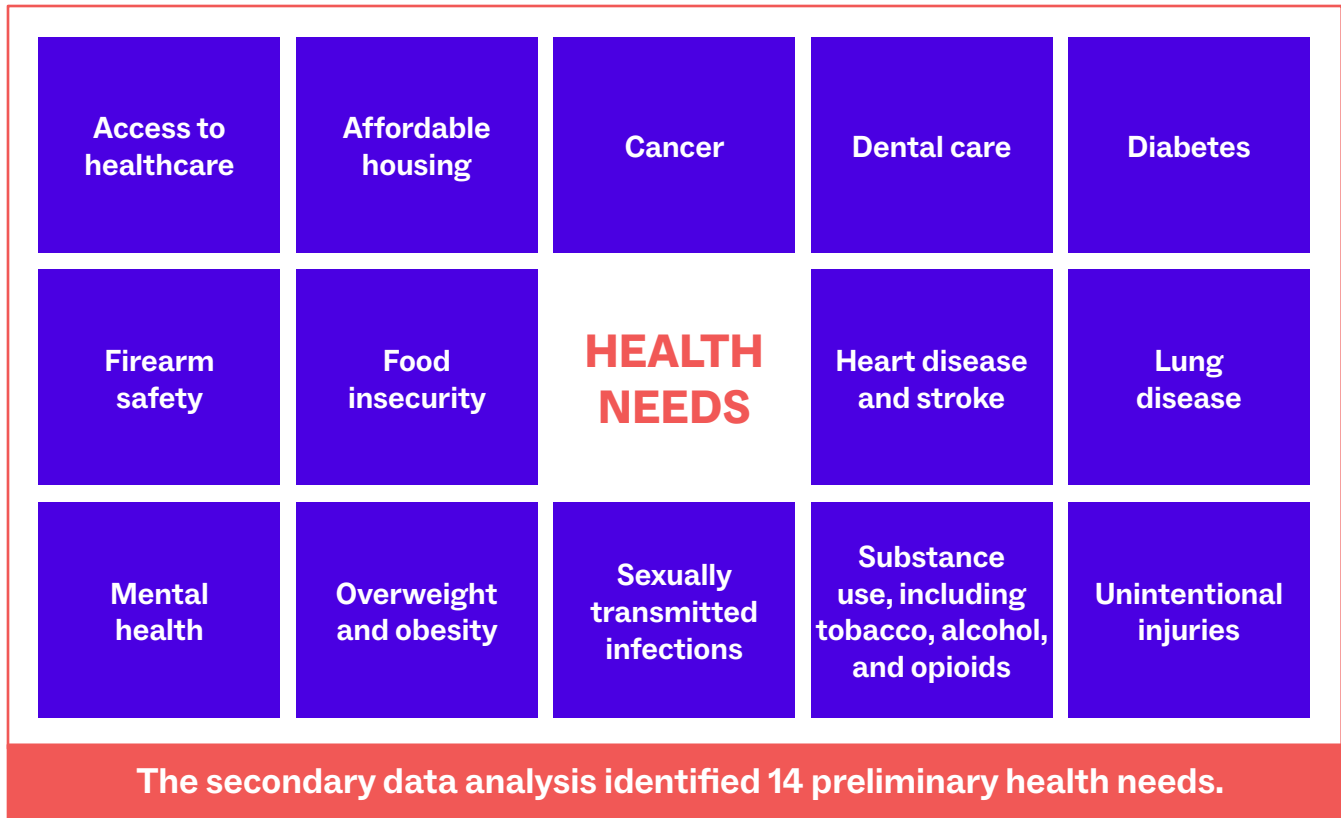 Access to
healthcare
Affordable
housing
Cancer
Dental care
Diabetes
Firearm
safety
Food
insecurity
HEALTH
NEEDS
Heart disease
and stroke
Lung
disease
Mental
health
Overweight
and obesity
Sexually
transmitted
infections
Substance
use, including
tobacco, alcohol,
and opioids
Unintentional
injuries
The secondary data analysis identified 14 preliminary health needs.